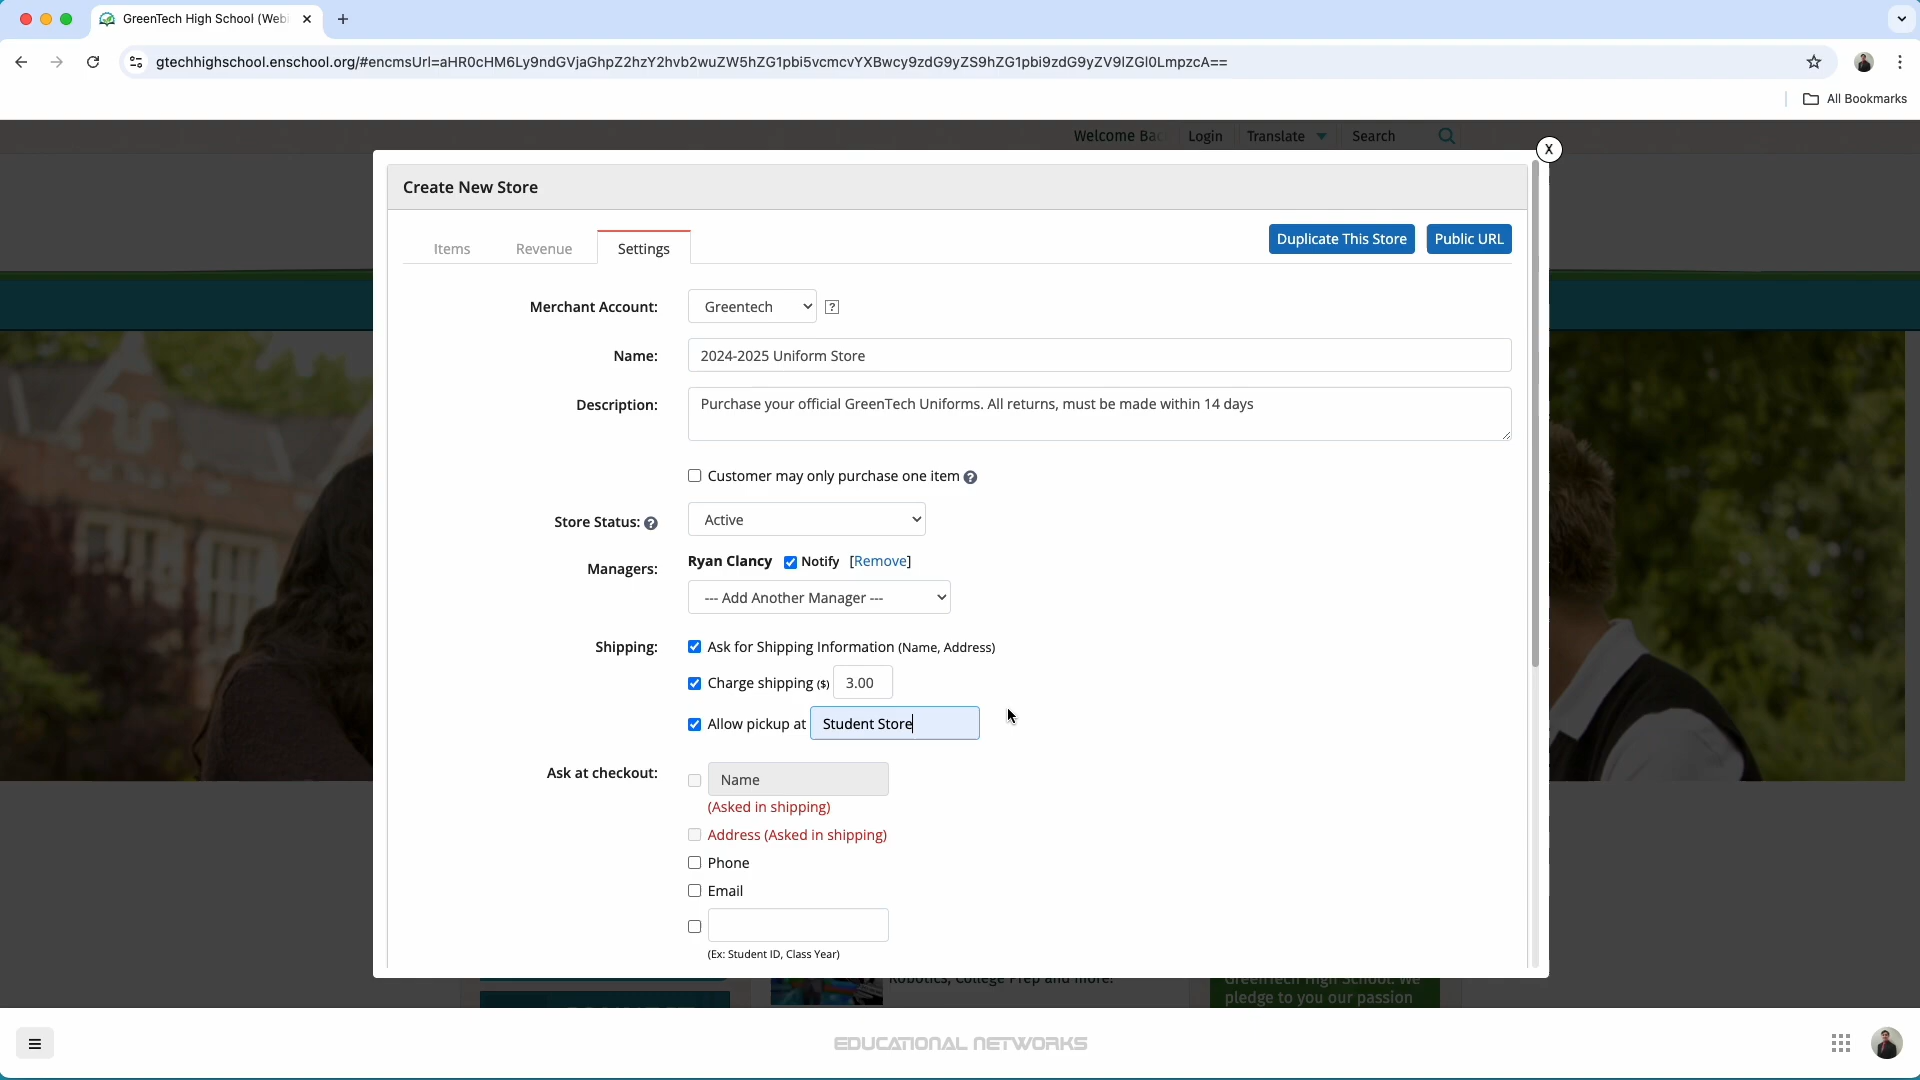 GreenTech High School (Web
gtechhighschool.enschool.org/#encmsUrl=aHR0cHM6Ly9ndGVjaGhpZ2hzY2hvb2wuZW5hZG1pbi5vcmcvYXBwcy9zdG9yZS9hZG1pbi9zdG9yZV9lZGl0LmpzcA==
All Bookmarks
Welcome Bac Login Translate Search
X
Create New Store
Items Revenue Settings Duplicate This Store Public URL
Merchant Account: Greentech ?
Name: 2024-2025 Uniform Store
Description: Purchase your official GreenTech Uniforms. All returns, must be made within 14 days
Customer may only purchase one item ?
Store Status: ? Active
Managers: Ryan Clancy Notify [Remove]
--- Add Another Manager ---
Shipping: Ask for Shipping Information (Name, Address)
Charge shipping ($) 3.00
Allow pickup at Student Store
Ask at checkout: Name
(Asked in shipping)
Address (Asked in shipping)
Phone
Email
(Ex: Student ID, Class Year)
Robotics, College Prep and more!
GreenTech High School. We
pledge to you our passion
EDUCATIONAL NETWORKS